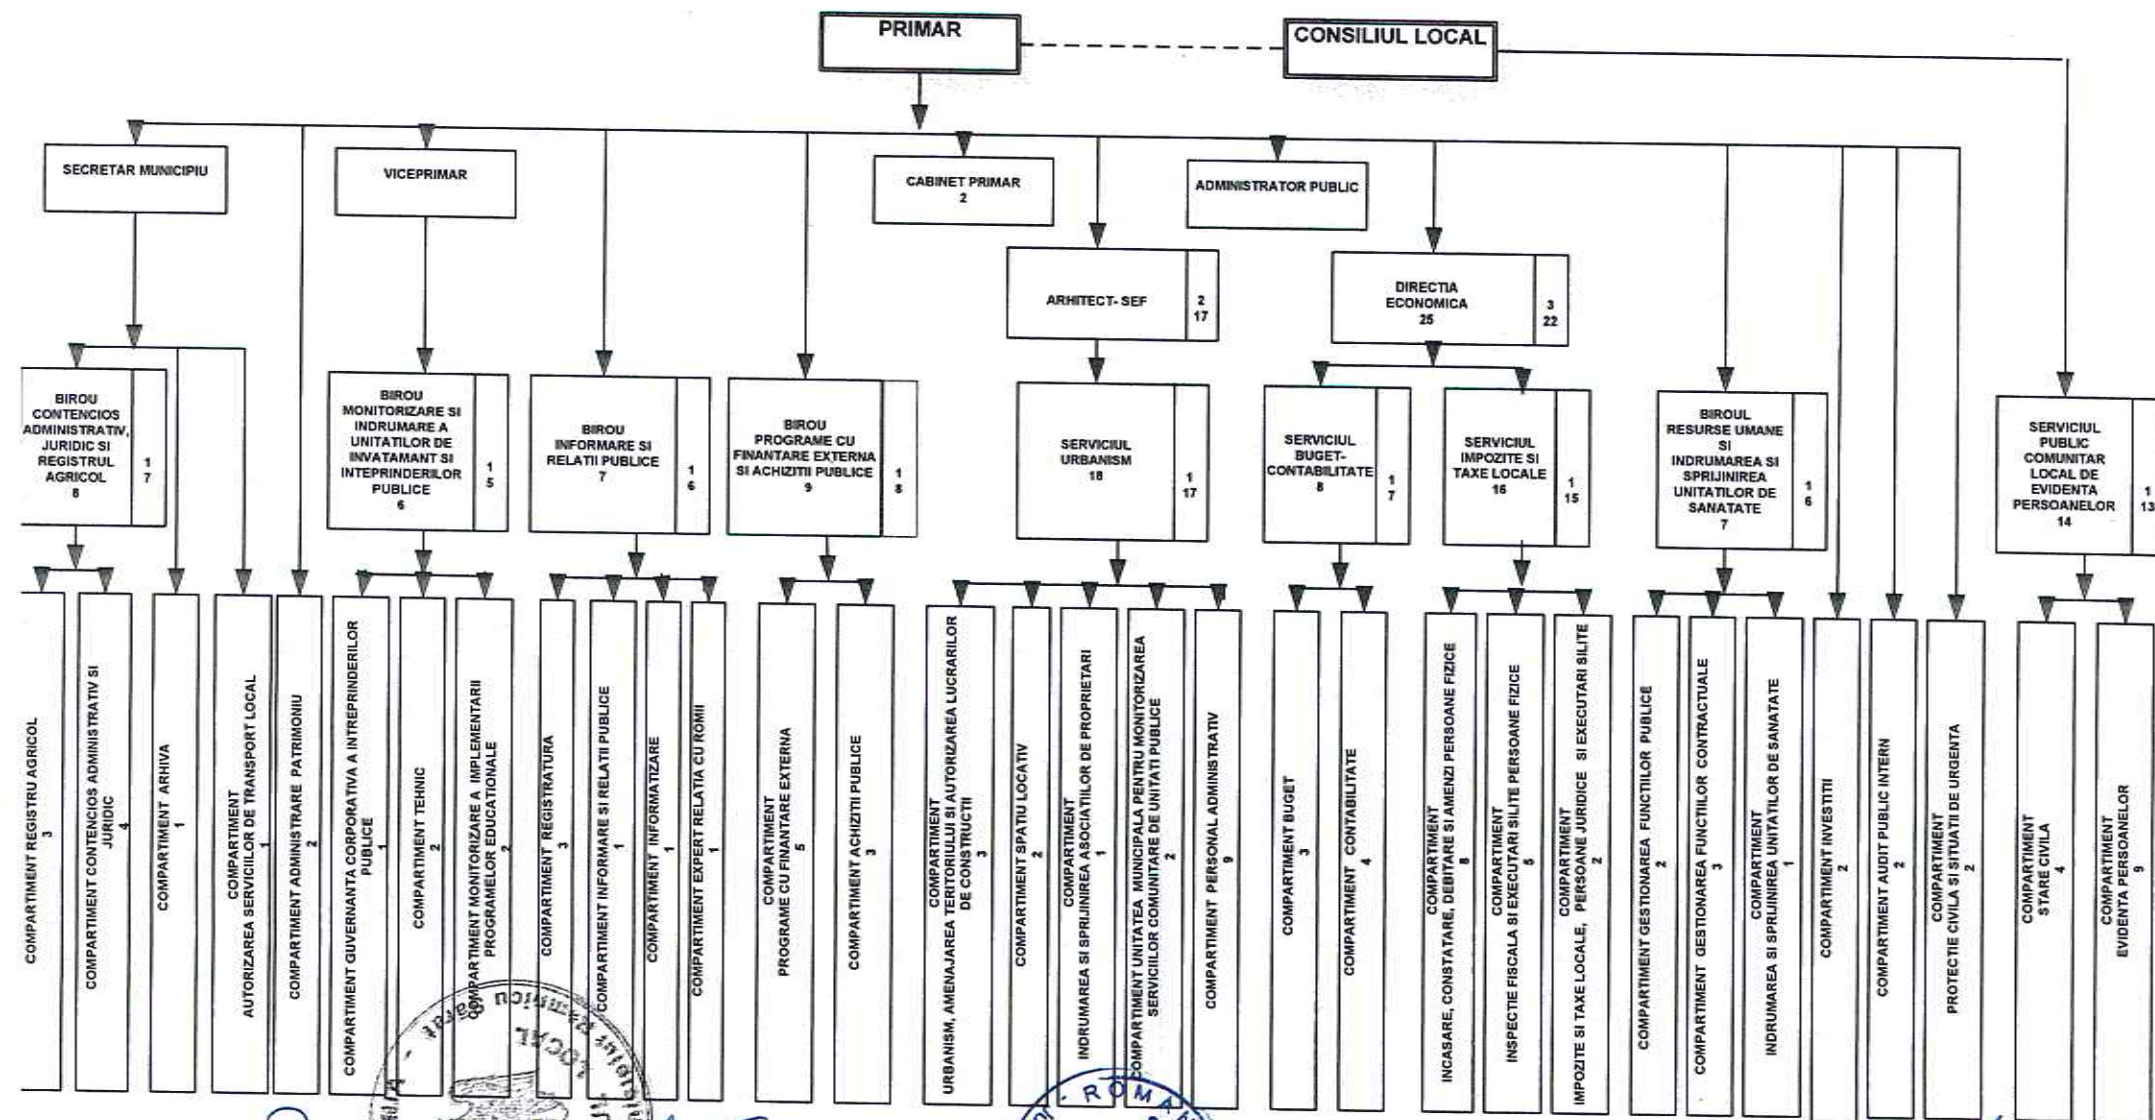 PRIMAR
CONSILIUL LOCAL
SECRETAR MUNICIPIU
VICEPRIMAR
CABINET PRIMAR
2
ADMINISTRATOR PUBLIC
ARHITECT- SEF
2
17
DIRECTIA
ECONOMICA
25
3
22
BIROU
CONTENCIOS
ADMINISTRATIV,
JURIDIC SI
REGISTRUL
AGRICOL
8
1
7
BIROU
MONITORIZARE SI
INDRUMARE A
UNITATILOR DE
INVATAMANT SI
INTEPRINDERILOR
PUBLICE
6
1
5
BIROU
INFORMARE SI
RELATII PUBLICE
7
1
6
BIROU
PROGRAME CU
FINANTARE EXTERNA
SI ACHIZITII PUBLICE
9
1
8
SERVICIUL
URBANISM
18
1
17
SERVICIUL
BUGET-
CONTABILITATE
8
1
7
SERVICIUL
IMPOZITE SI
TAXE LOCALE
16
1
15
BIROUL
RESURSE UMANE
SI
INDRUMAREA SI
SPRIJINIREA
UNITATILOR DE
SANATATE
7
1
6
SERVICIUL
PUBLIC
COMUNITAR
LOCAL DE
EVIDENTA
PERSOANELOR
14
1
13
COMPARTIMENT REGISTRU AGRICOL
3
COMPARTIMENT CONTENCIOS ADMINISTRATIV SI
JURIDIC
4
COMPARTIMENT ARHIVA
1
COMPARTIMENT
AUTORIZAREA SERVICIILOR DE TRANSPORT LOCAL
1
COMPARTIMENT ADMINISTRARE PATRIMONIU
2
COMPARTIMENT GUVERNANTA CORPORATIVA A INTREPRINDERILOR
PUBLICE
1
COMPARTIMENT TEHNIC
2
COMPARTIMENT MONITORIZARE A IMPLEMENTARII
PROGRAMELOR EDUCATIONALE
2
COMPARTIMENT REGISTRATURA
3
COMPARTIMENT INFORMARE SI RELATII PUBLICE
1
COMPARTIMENT INFORMATIZARE
1
COMPARTIMENT EXPERT RELATIA CU ROMII
1
COMPARTIMENT
PROGRAME CU FINANTARE EXTERNA
5
COMPARTIMENT ACHIZITII PUBLICE
3
COMPARTIMENT
URBANISM, AMENAJAREA TERITORIULUI SI AUTORIZAREA LUCRARILOR
DE CONSTRUCTII
3
COMPARTIMENT SPATIU LOCATIV
2
COMPARTIMENT
INDRUMAREA SI SPRIJINIREA ASOCIATIILOR DE PROPRIETARI
1
COMPARTIMENT UNITATEA MUNICIPALA PENTRU MONITORIZAREA
SERVICIILOR COMUNITARE DE UNITATI PUBLICE
2
COMPARTIMENT PERSONAL ADMINISTRATIV
9
COMPARTIMENT BUGET
3
COMPARTIMENT CONTABILITATE
4
COMPARTIMENT
INCASARE, CONSTATARE, DEBITARE SI AMENZI PERSOANE FIZICE
8
COMPARTIMENT
INSPECTIE FISCALA SI EXECUTARI SILITE PERSOANE FIZICE
5
COMPARTIMENT
IMPOZITE SI TAXE LOCALE, PERSOANE JURIDICE SI EXECUTARI SILITE
2
COMPARTIMENT GESTIONAREA FUNCTIILOR PUBLICE
2
COMPARTIMENT GESTIONAREA FUNCTIILOR CONTRACTUALE
3
COMPARTIMENT
INDRUMAREA SI SPRIJINIREA UNITATILOR DE SANATATE
1
COMPARTIMENT INVESTITII
2
COMPARTIMENT AUDIT PUBLIC INTERN
2
COMPARTIMENT
PROTECTIE CIVILA SI SITUATII DE URGENTA
2
COMPARTIMENT
STARE CIVILA
4
COMPARTIMENT
EVIDENTA PERSOANELOR
9
LOCAL